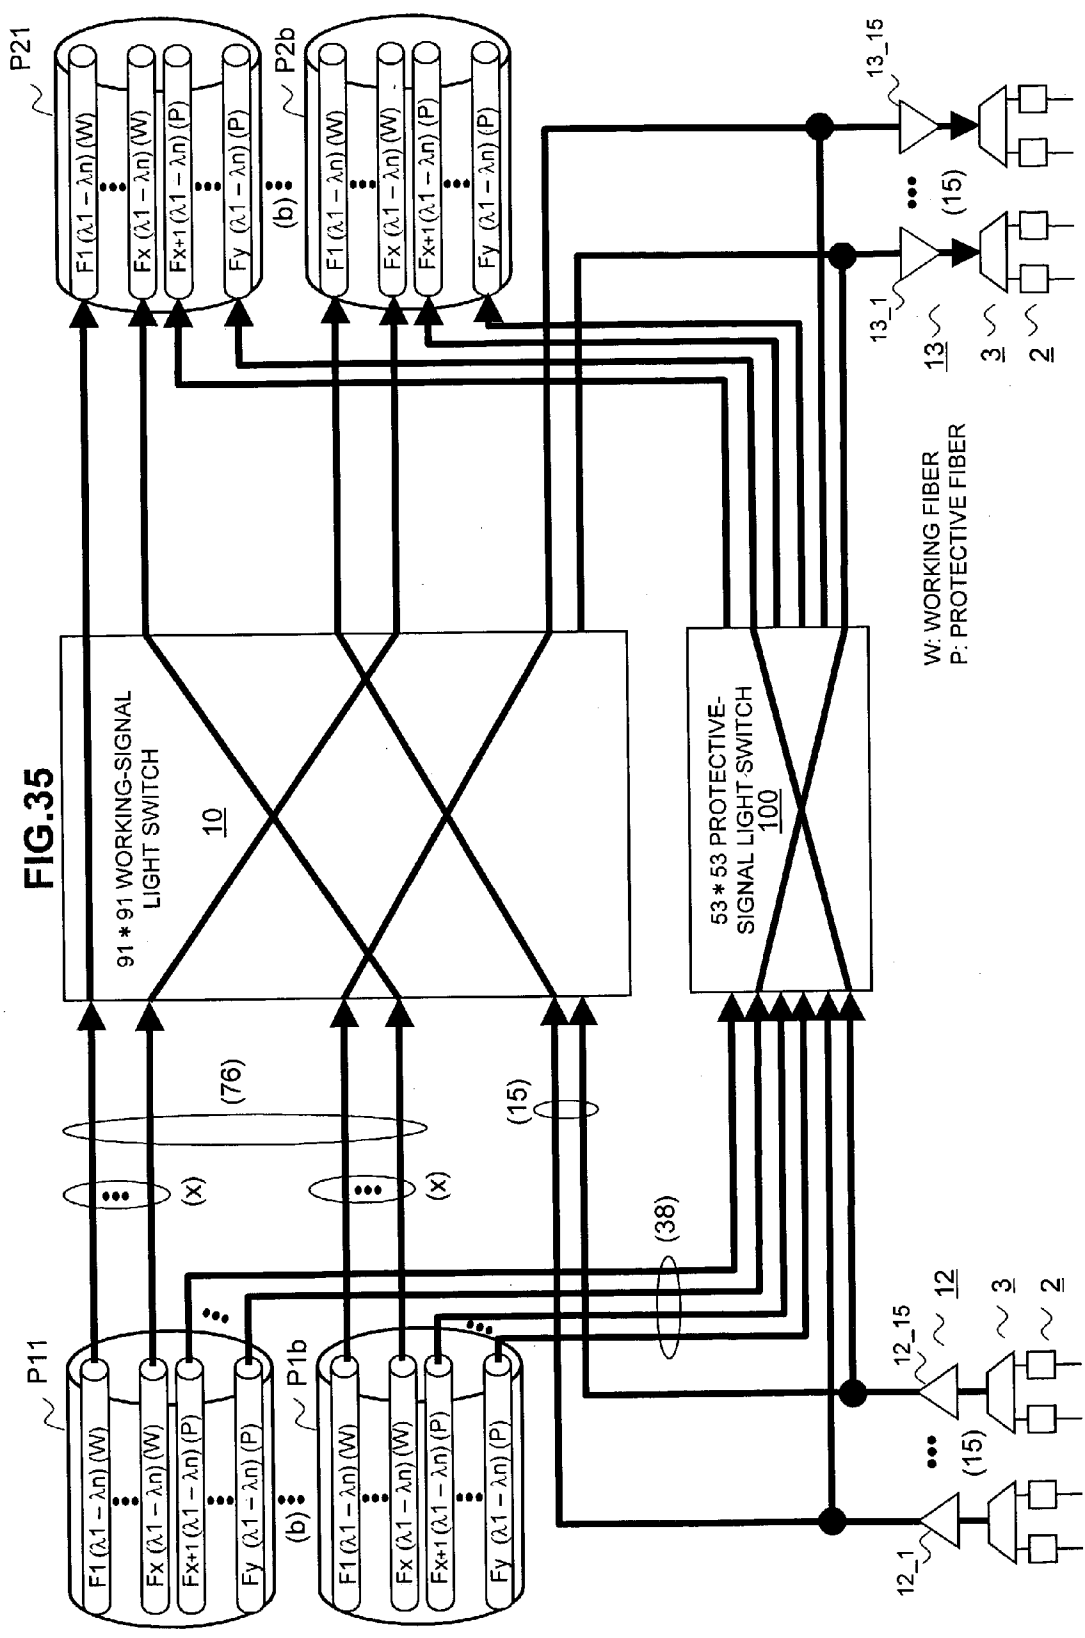 FIG.35
P11
F1 (λ1 – λn) (W)
Fx (λ1 – λn) (W)
Fx+1 (λ1 – λn) (P)
Fy (λ1 – λn) (P)
(b)
P1b
F1 (λ1 – λn) (W)
Fx (λ1 – λn) (W)
Fx+1 (λ1 – λn) (P)
Fy (λ1 – λn) (P)
(x)
(x)
(76)
(15)
(38)
91 * 91 WORKING-SIGNAL
LIGHT SWITCH
10
53 * 53 PROTECTIVE-
SIGNAL LIGHT-SWITCH
100
P21
F1 (λ1 – λn) (W)
Fx (λ1 – λn) (W)
Fx+1 (λ1 – λn) (P)
Fy (λ1 – λn) (P)
(b)
P2b
F1 (λ1 – λn) (W)
Fx (λ1 – λn) (W)
Fx+1 (λ1 – λn) (P)
Fy (λ1 – λn) (P)
12_1
(15)
12_15
12
3
2
W: WORKING FIBER
P: PROTECTIVE FIBER
13_1
(15)
13_15
13
3
2